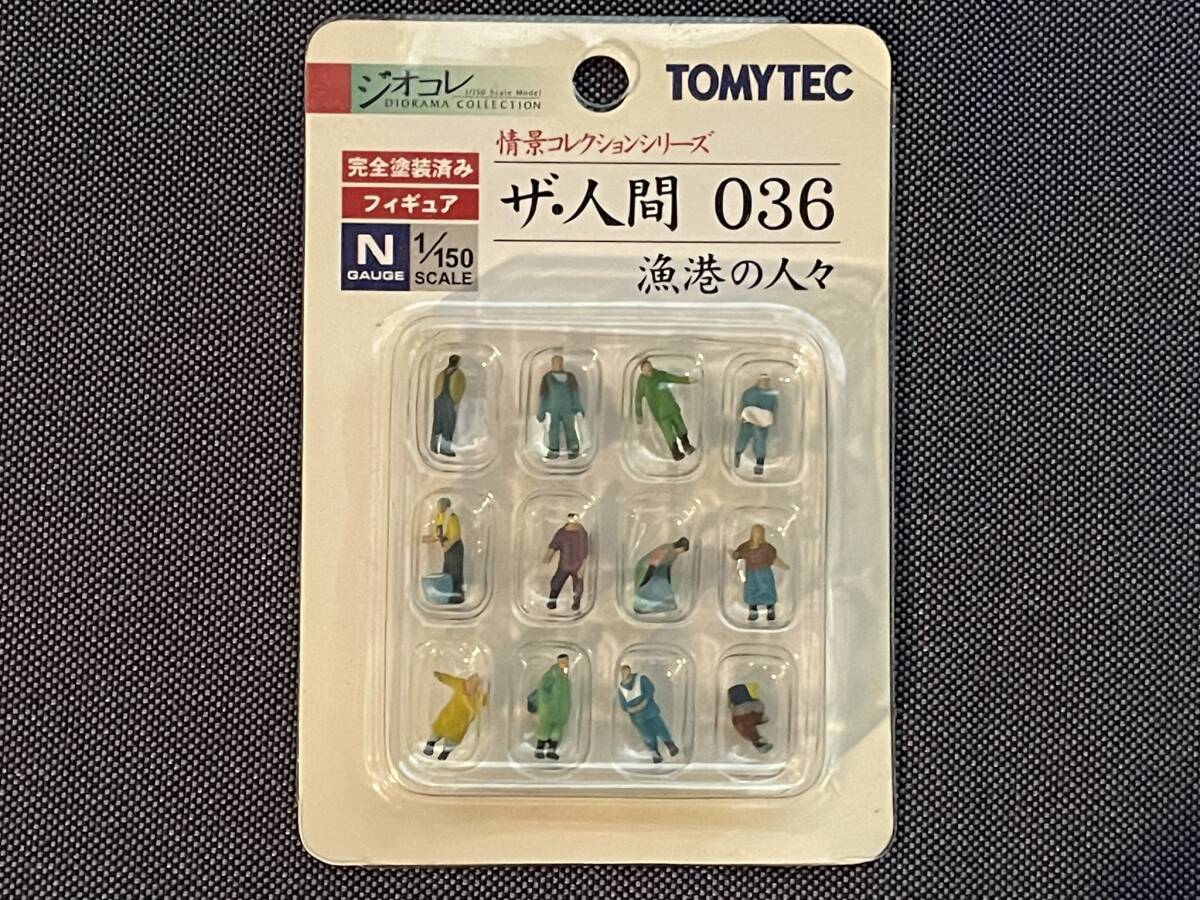 ジオコレ
1/150 Scale Model
DIORAMA COLLECTION
TOMYTEC
情景コレクションシリーズ
完全塗装済み
フィギュア
N
GAUGE
1/150
SCALE
ザ・人間 036
漁港の人々